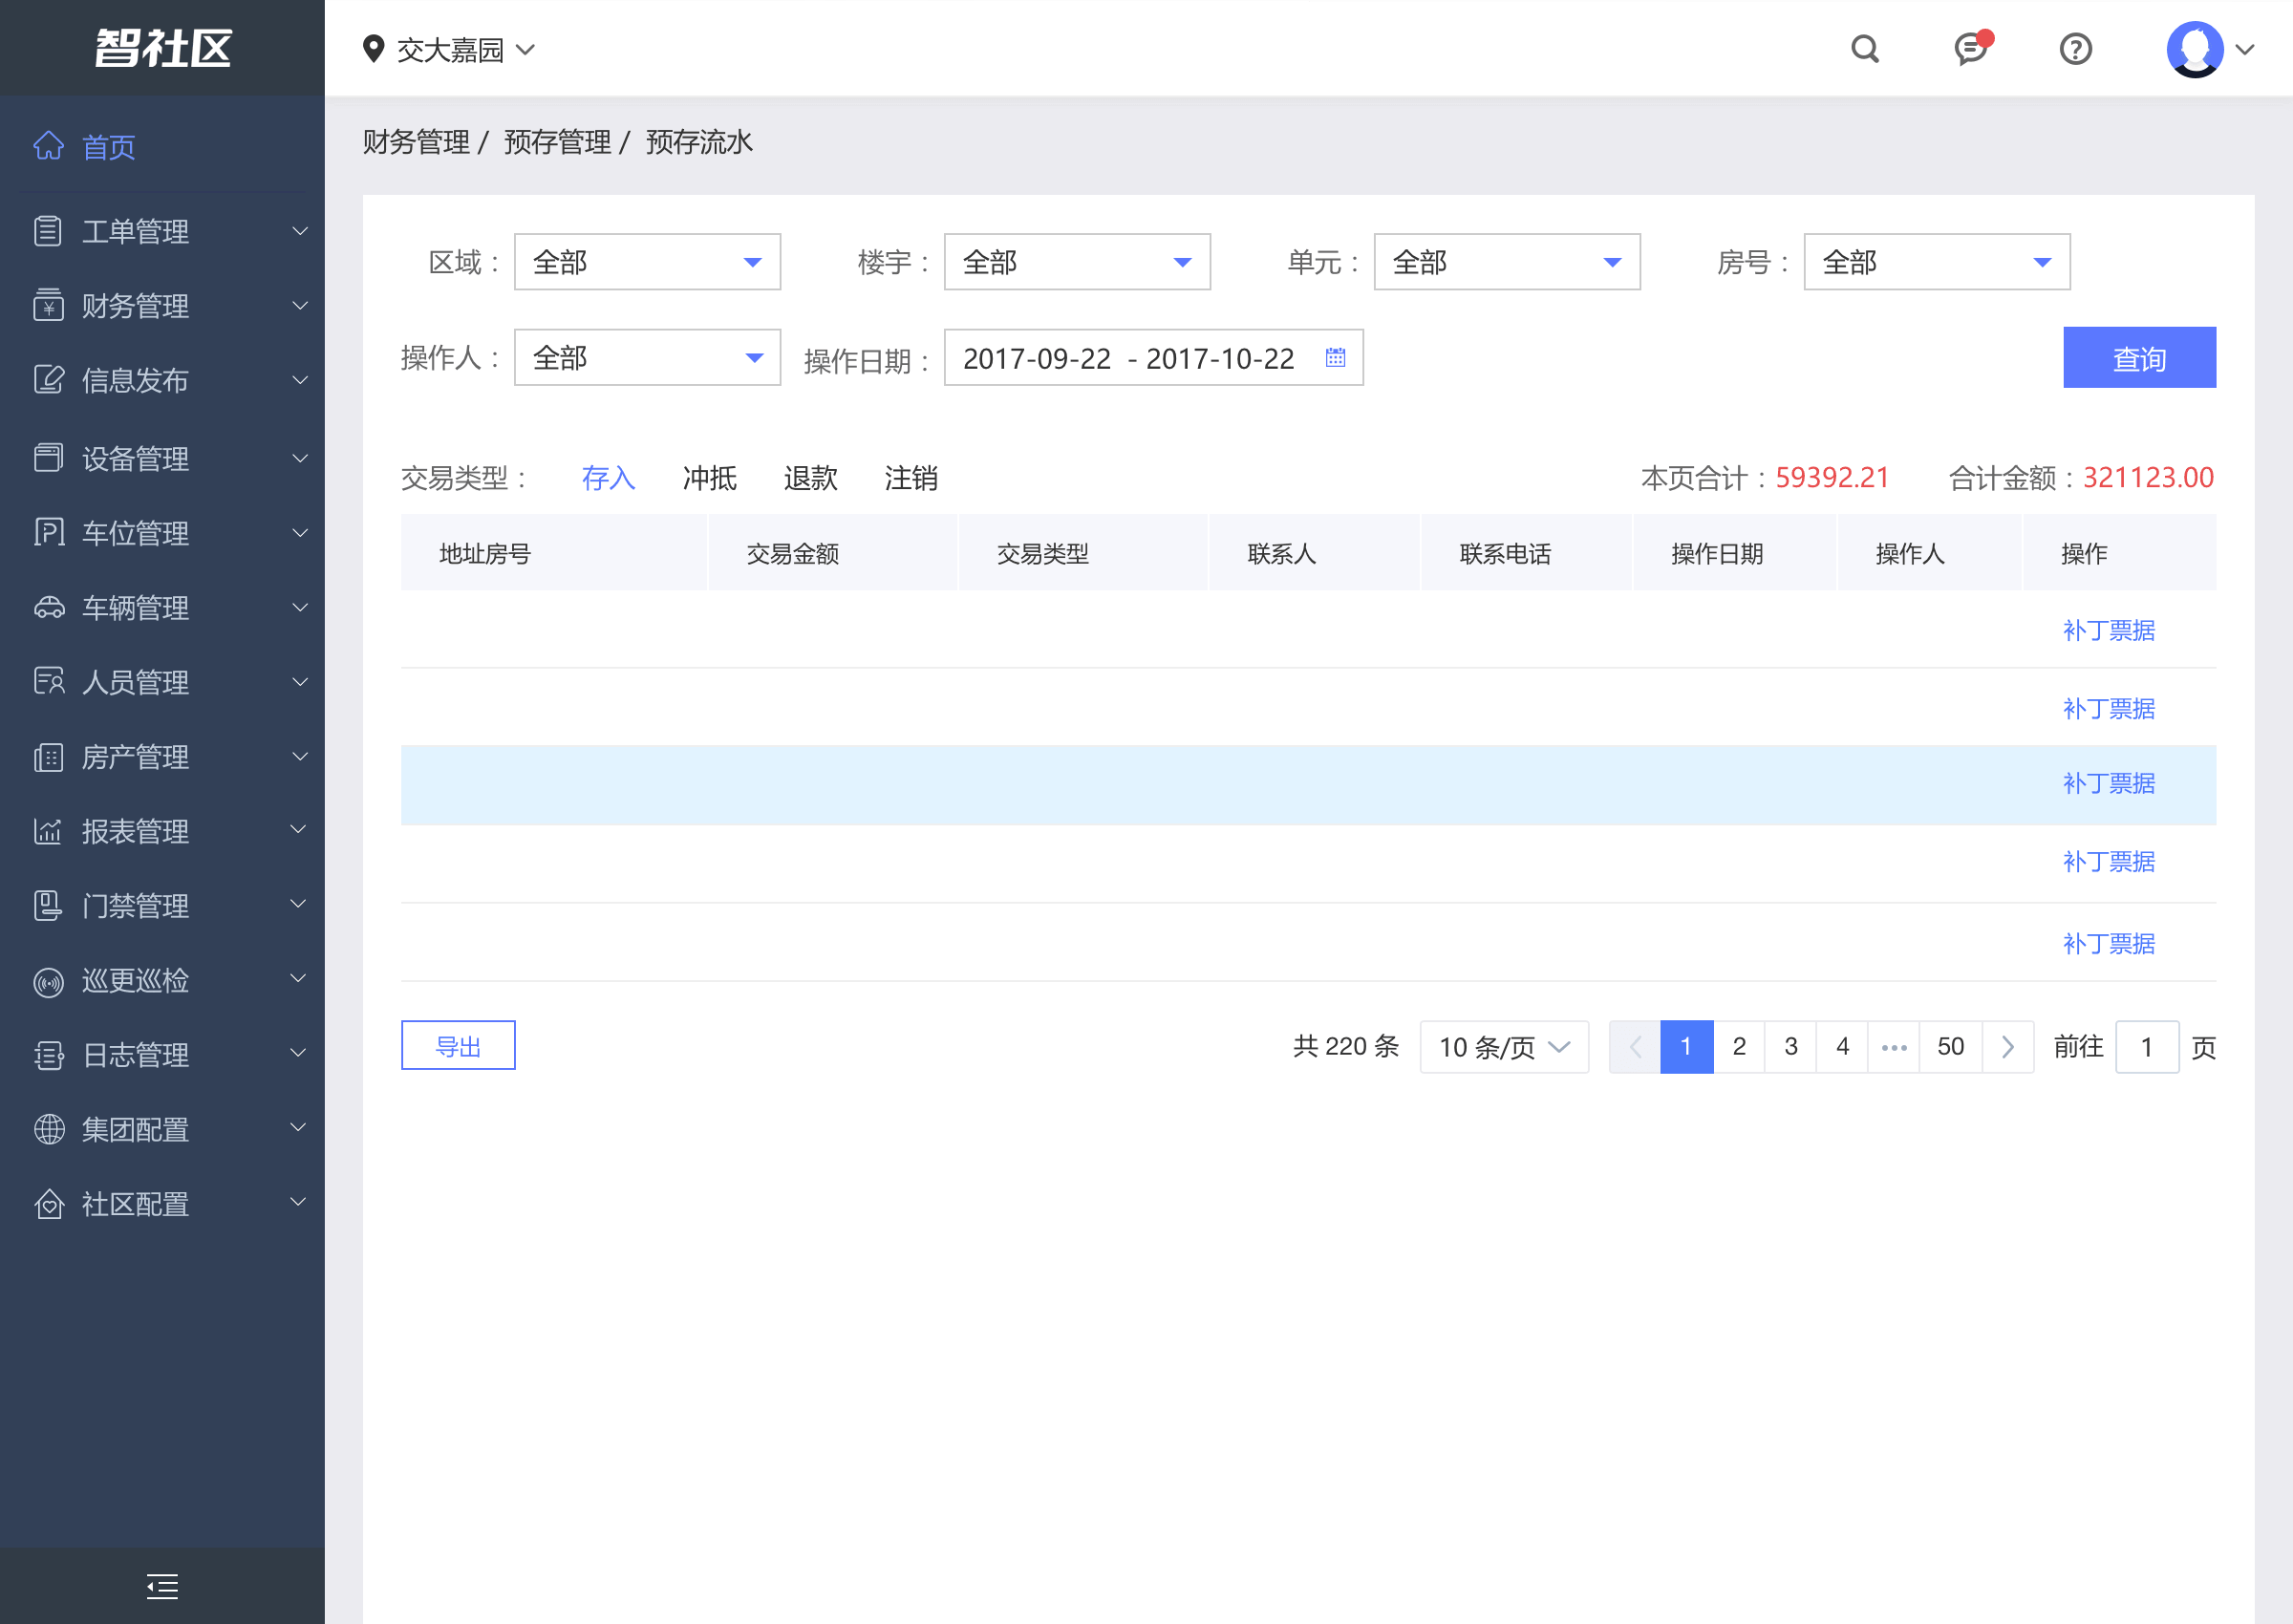 智社区
交大嘉园
首页
工单管理
财务管理
信息发布
设备管理
车位管理
车辆管理
人员管理
房产管理
报表管理
门禁管理
巡更巡检
日志管理
集团配置
社区配置
财务管理 / 预存管理 / 预存流水
区域： 全部 楼宇： 全部 单元： 全部 房号： 全部
操作人： 全部 操作日期： 2017-09-22 - 2017-10-22 查询
交易类型： 存入 冲抵 退款 注销 本页合计：59392.21 合计金额：321123.00
地址房号 交易金额 交易类型 联系人 联系电话 操作日期 操作人 操作
补丁票据
补丁票据
补丁票据
补丁票据
补丁票据
导出 共 220 条 10 条/页 1 2 3 4 ••• 50 前往 1 页